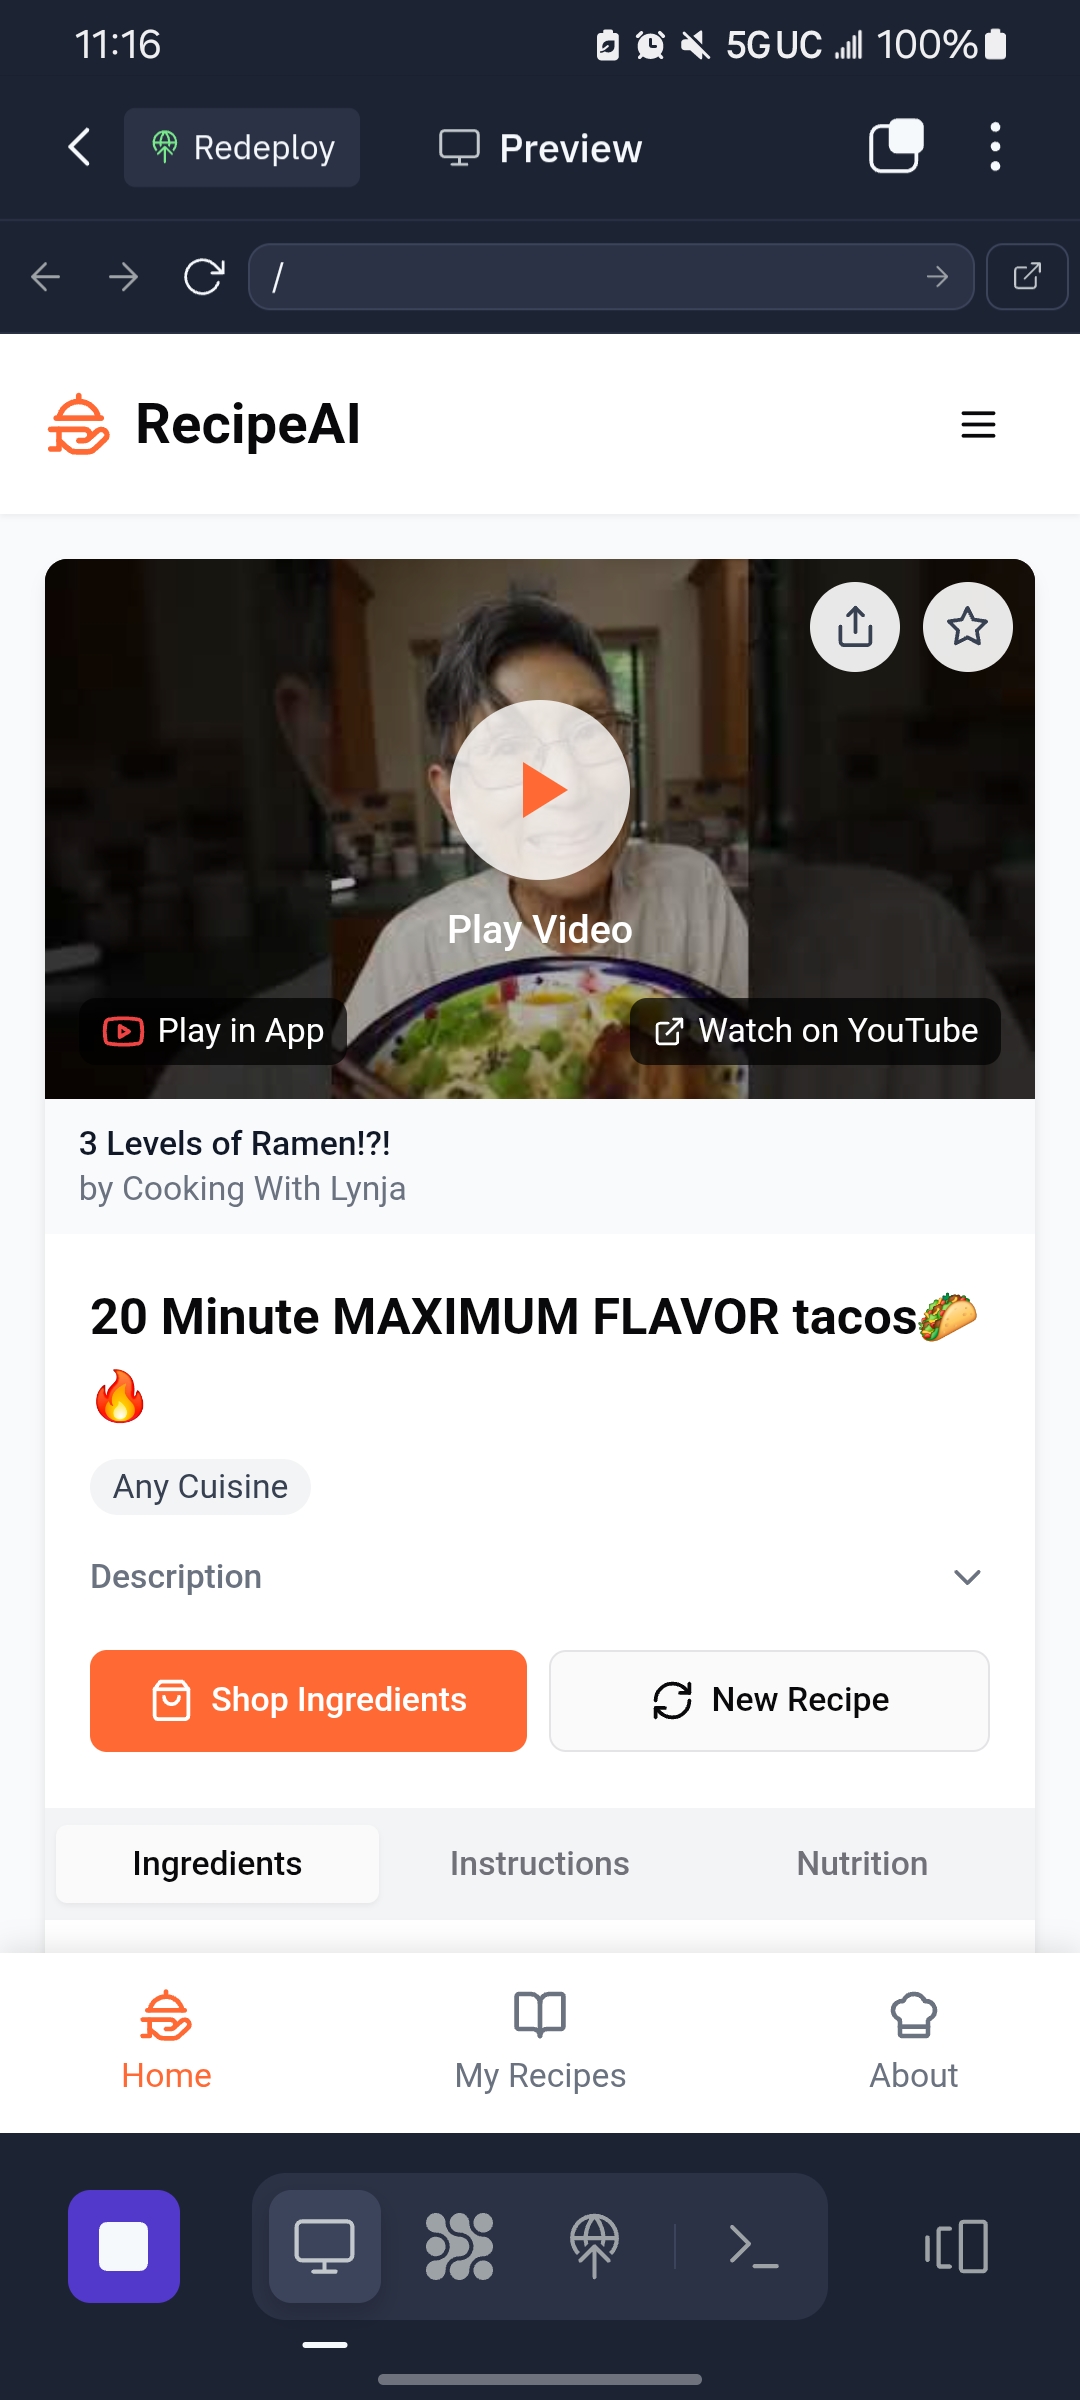 11:16
5G UC
100%
Redeploy
Preview
/
RecipeAI
Play Video
Play in App
Watch on YouTube
3 Levels of Ramen!?!
by Cooking With Lynja
20 Minute MAXIMUM FLAVOR tacos🌮
🔥
Any Cuisine
Description
Shop Ingredients
New Recipe
Ingredients
Instructions
Nutrition
Home
My Recipes
About